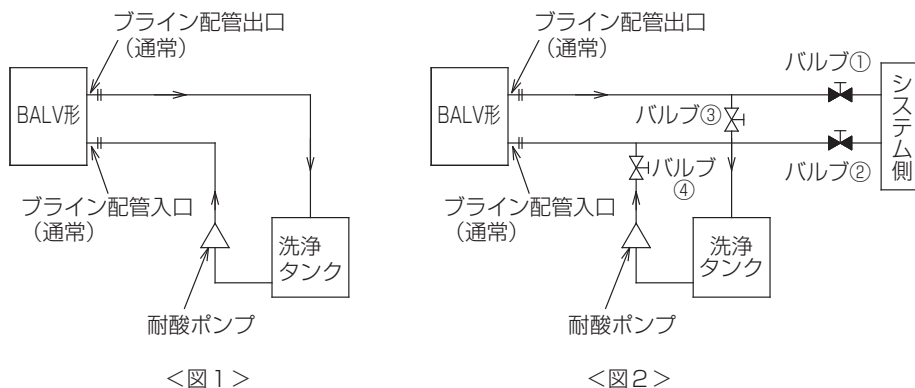 ブライン配管出口
（通常）
BALV形
ブライン配管入口
（通常）
洗浄
タンク
耐酸ポンプ
＜図１＞
ブライン配管出口
（通常）
バルブ①
BALV形
バルブ③
システム側
バルブ②
バルブ
④
ブライン配管入口
（通常）
洗浄
タンク
耐酸ポンプ
＜図２＞